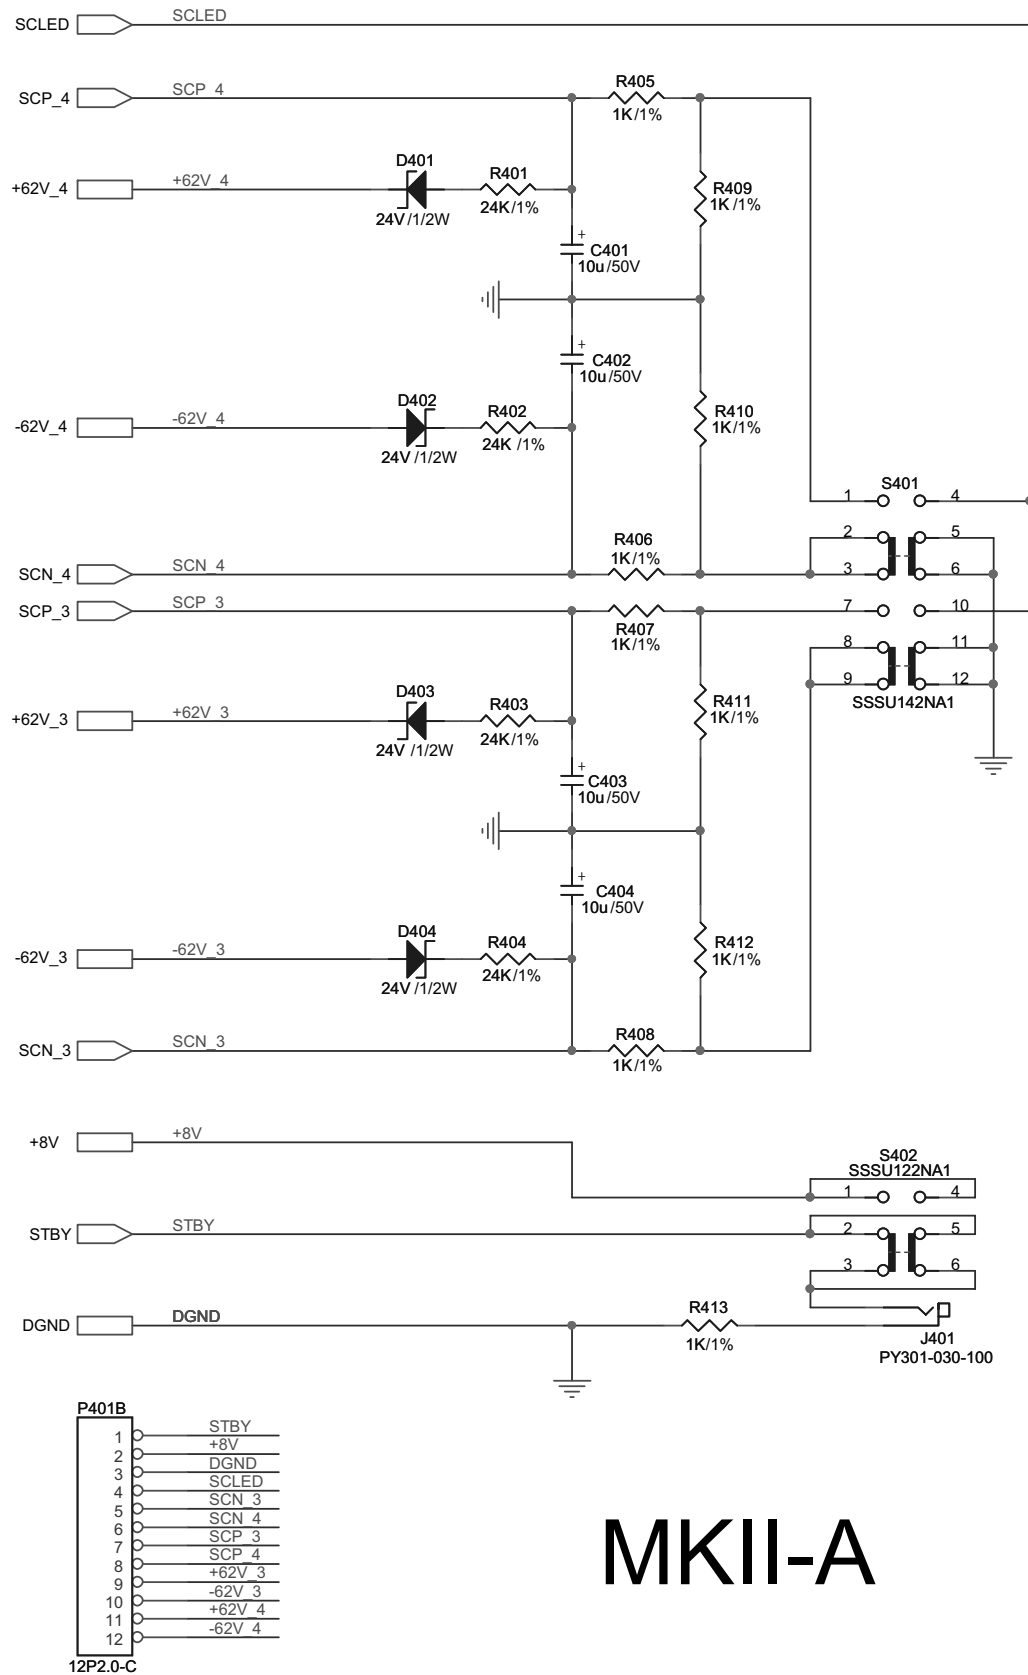 SCLED SCLED
SCP_4 SCP_4 R405
1K/1%
+62V_4 +62V_4 D401 R401 R409
24V/1/2W 24K/1% 1K/1%
+ C401
10u/50V
+ C402
10u/50V
-62V_4 -62V_4 D402 R402 R410
24V/1/2W 24K/1% 1K/1%
S401
1 4
2 5
R406
1K/1%
SCN_4 SCN_4 3 6
SCP_3 SCP_3 7 10
R407
1K/1%
8 11
9 12
SSSU142NA1
+62V_3 +62V_3 D403 R403 R411
24V/1/2W 24K/1% 1K/1%
+ C403
10u/50V
+ C404
10u/50V
-62V_3 -62V_3 D404 R404 R412
24V/1/2W 24K/1% 1K/1%
SCN_3 SCN_3 R408
1K/1%
+8V +8V
S402
SSSU122NA1
1 4
STBY STBY 2 5
3 6
DGND DGND R413
1K/1%
J401
PY301-030-100
P401B
1 STBY
2 +8V
3 DGND
4 SCLED
5 SCN_3
6 SCN_4
7 SCP_3
8 SCP_4
9 +62V_3
10 -62V_3
11 +62V_4
12 -62V_4
12P2.0-C
MKII-A